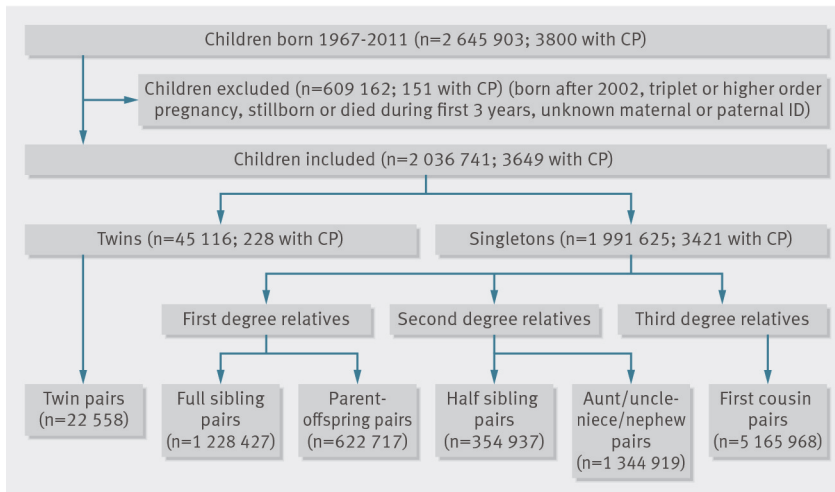 Children born 1967-2011 (n=2 645 903; 3800 with CP)
Children excluded (n=609 162; 151 with CP) (born after 2002, triplet or higher order
pregnancy, stillborn or died during first 3 years, unknown maternal or paternal ID)
Children included (n=2 036 741; 3649 with CP)
Twins (n=45 116; 228 with CP)
Singletons (n=1 991 625; 3421 with CP)
First degree relatives
Second degree relatives
Third degree relatives
Twin pairs
(n=22 558)
Full sibling
pairs
(n=1 228 427)
Parent-
offspring pairs
(n=622 717)
Half sibling
pairs
(n=354 937)
Aunt/uncle-
niece/nephew
pairs
(n=1 344 919)
First cousin
pairs
(n=5 165 968)